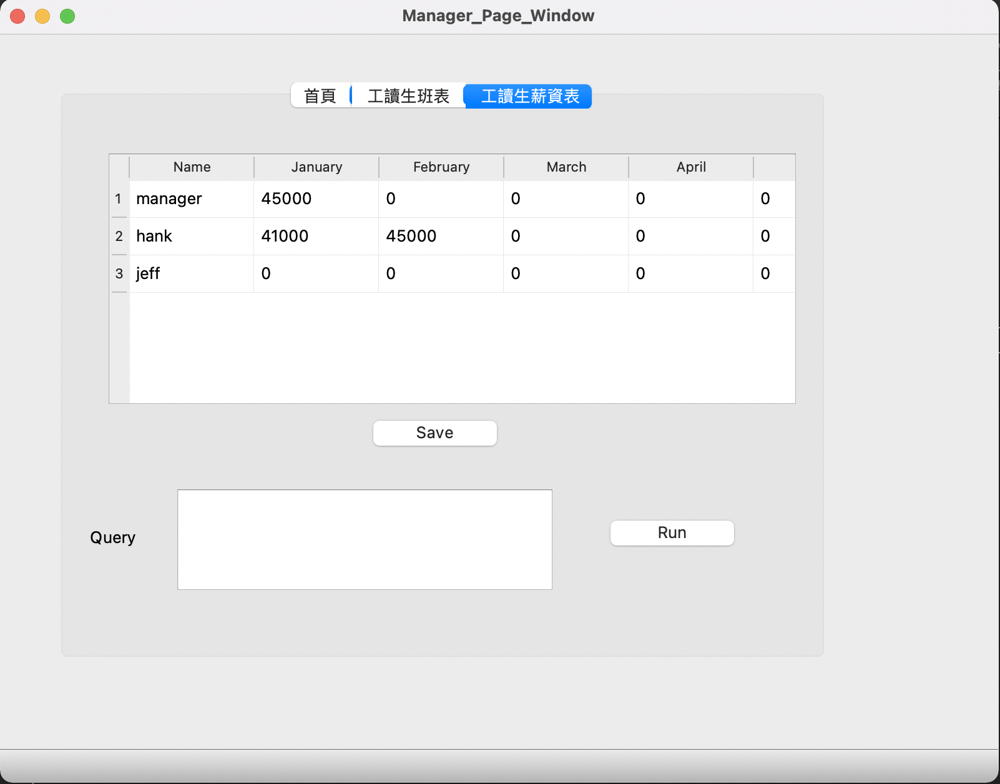 Manager_Page_Window
首頁 工讀生班表 工讀生薪資表
Name January February March April
1 manager 45000 0 0 0 0
2 hank 41000 45000 0 0 0
3 jeff 0 0 0 0 0
Save
Query
Run